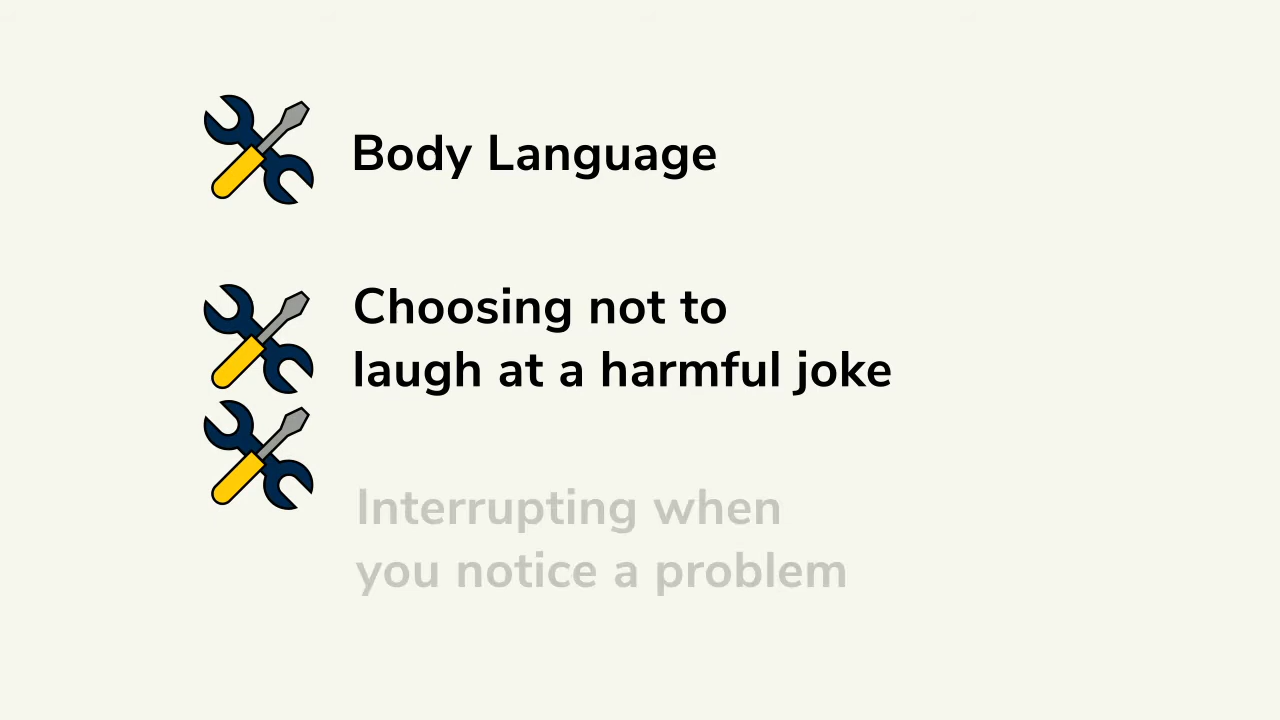 Body Language
Choosing not to
laugh at a harmful joke
Interrupting when
you notice a problem